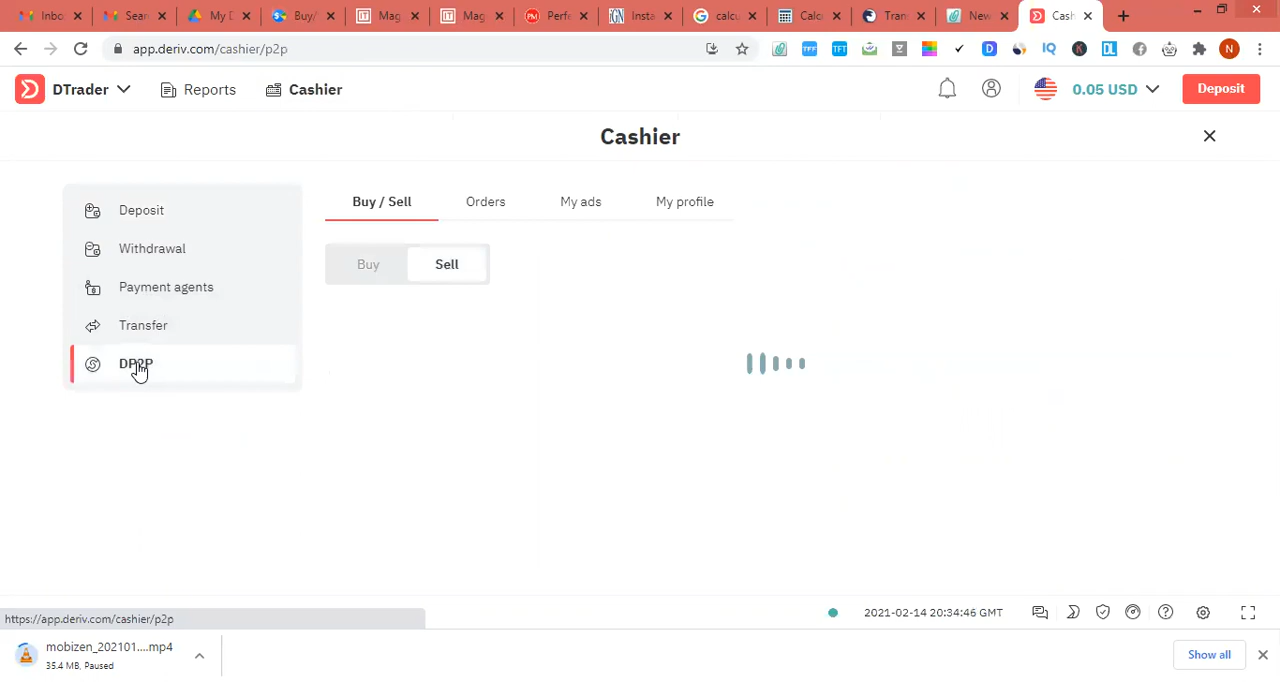 Inbo
Sear
My D
Buy/
Mag
Mag
Perfe
Insta
calcu
Calc
Tran
New
Cash
app.deriv.com/cashier/p2p
DTrader
Reports
Cashier
0.05 USD
Deposit
Cashier
Deposit
Withdrawal
Payment agents
Transfer
DP2P
Buy / Sell
Orders
My ads
My profile
Buy
Sell
https://app.deriv.com/cashier/p2p
2021-02-14 20:34:46 GMT
mobizen_202101....mp4
35.4 MB, Paused
Show all